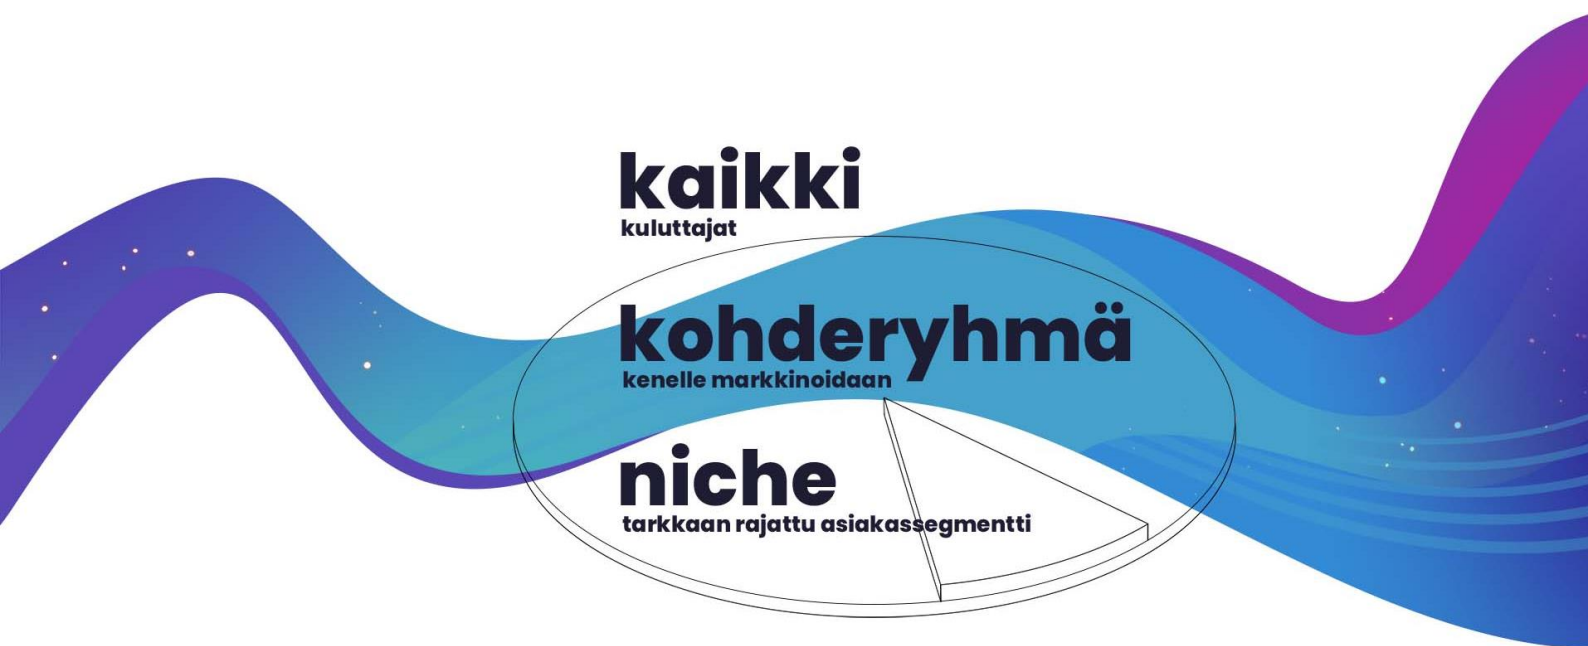 kaikki
kuluttajat
kohderyhmä
kenelle markkinoidaan
niche
tarkkaan rajattu asiakassegmentti